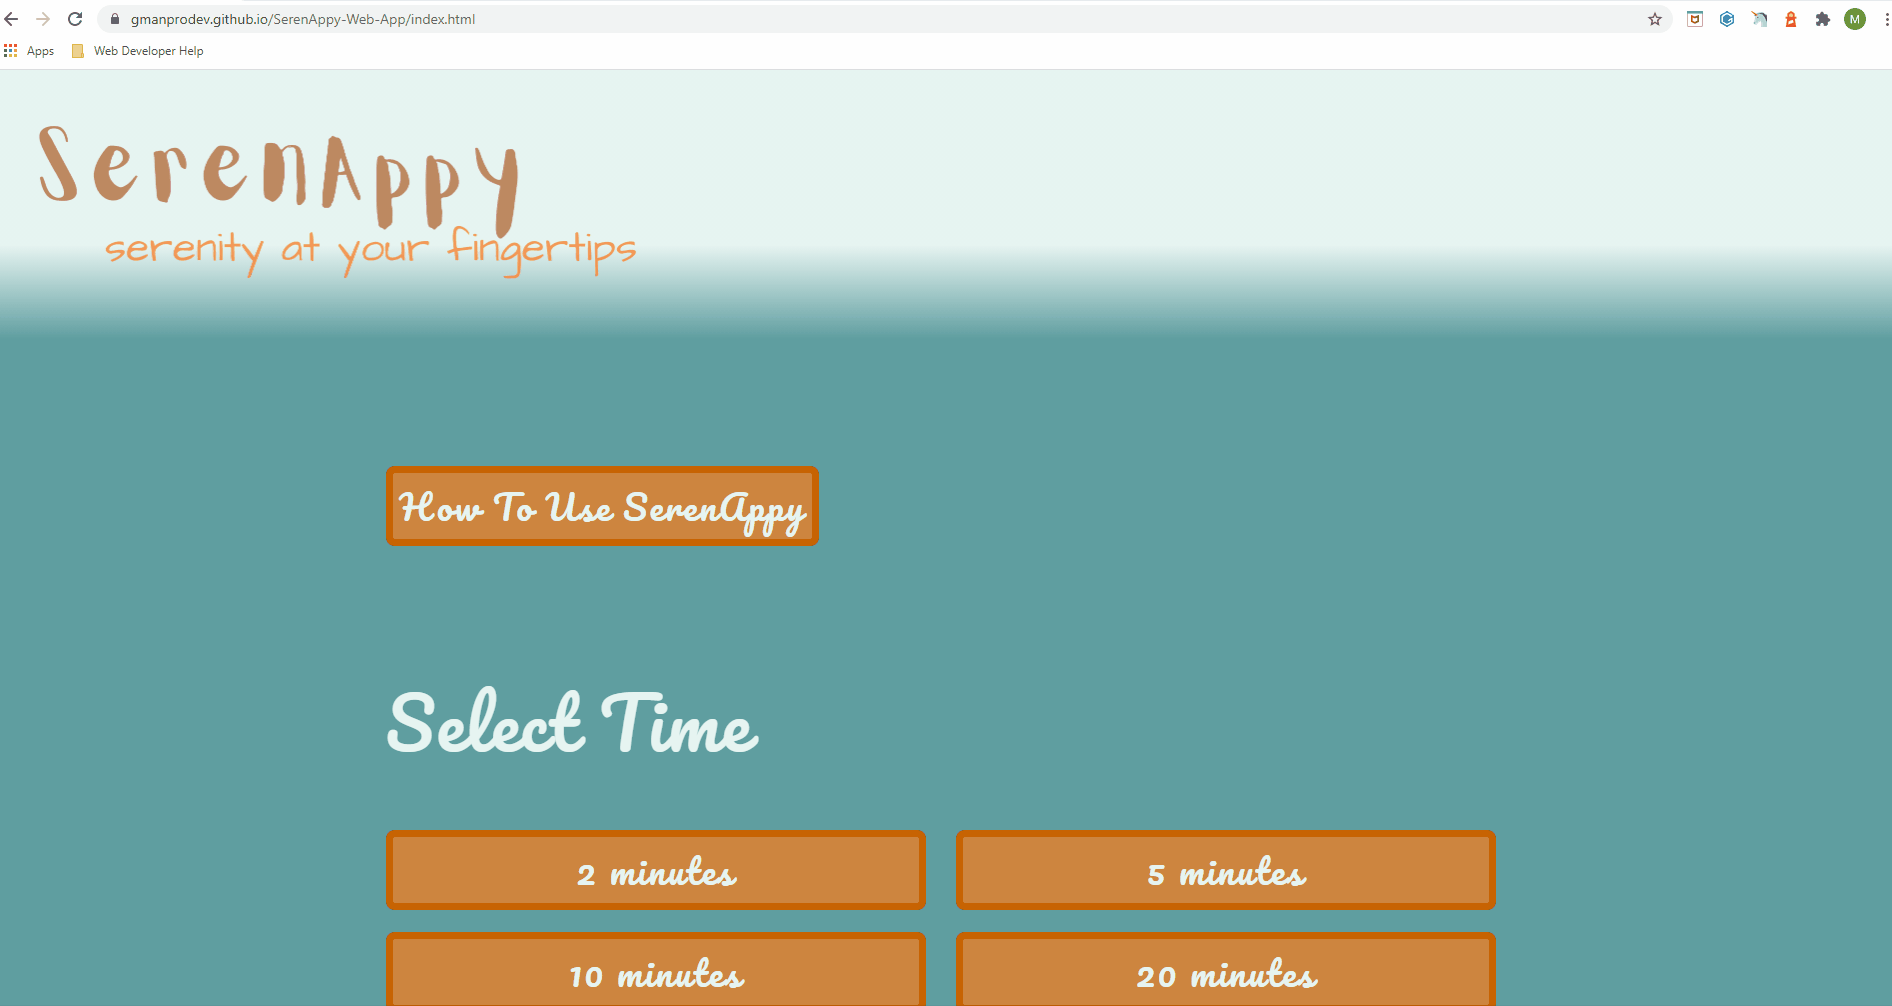 gmanprodev.github.io/SerenAppy-Web-App/index.html
M
Apps
Web Developer Help
SerenAppy
serenity at your fingertips
How To Use SerenAppy
Select Time
2 minutes
5 minutes
10 minutes
20 minutes